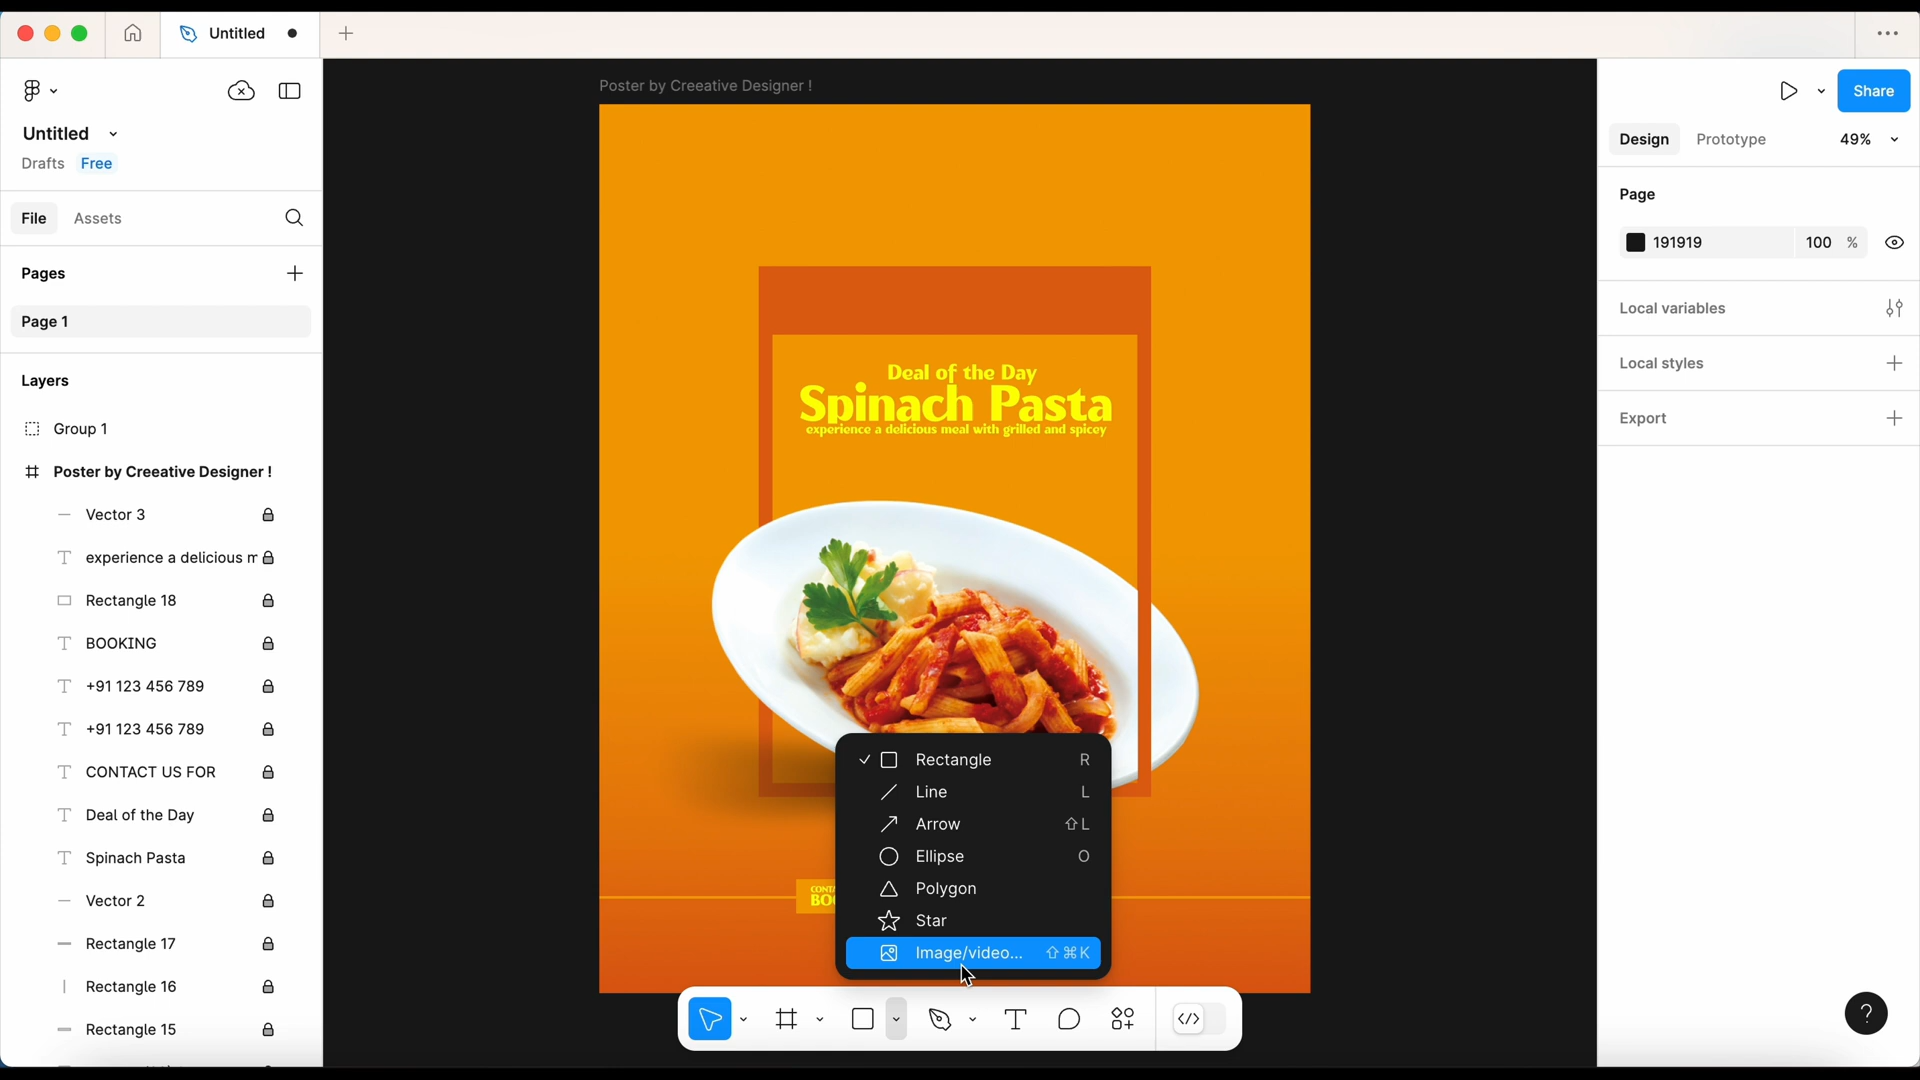 Untitled
Untitled
Drafts Free
File Assets
Pages
Page 1
Layers
Group 1
Poster by Creeative Designer !
Vector 3
experience a delicious m
Rectangle 18
BOOKING
+91 123 456 789
+91 123 456 789
CONTACT US FOR
Deal of the Day
Spinach Pasta
Vector 2
Rectangle 17
Rectangle 16
Rectangle 15
Poster by Creeative Designer !
Deal of the Day
Spinach Pasta
experience a delicious meal with grilled and spicey
Rectangle R
Line L
Arrow ⇧L
Ellipse O
Polygon
Star
Image/video... ⇧⌘K
Share
Design Prototype 49%
Page
191919 100 %
Local variables
Local styles
Export
?